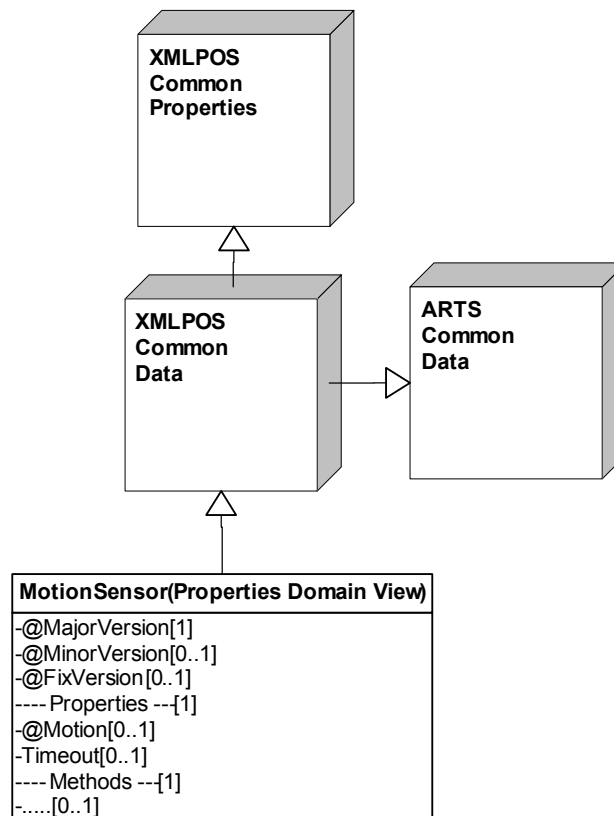 XMLPOS
Common
Properties
XMLPOS
Common
Data
ARTS
Common
Data
MotionSensor(Properties Domain View)
-@MajorVersion[1]
-@MinorVersion[0..1]
-@FixVersion[0..1]
---- Properties ---[1]
-@Motion[0..1]
-Timeout[0..1]
---- Methods ---[1]
-.....[0..1]